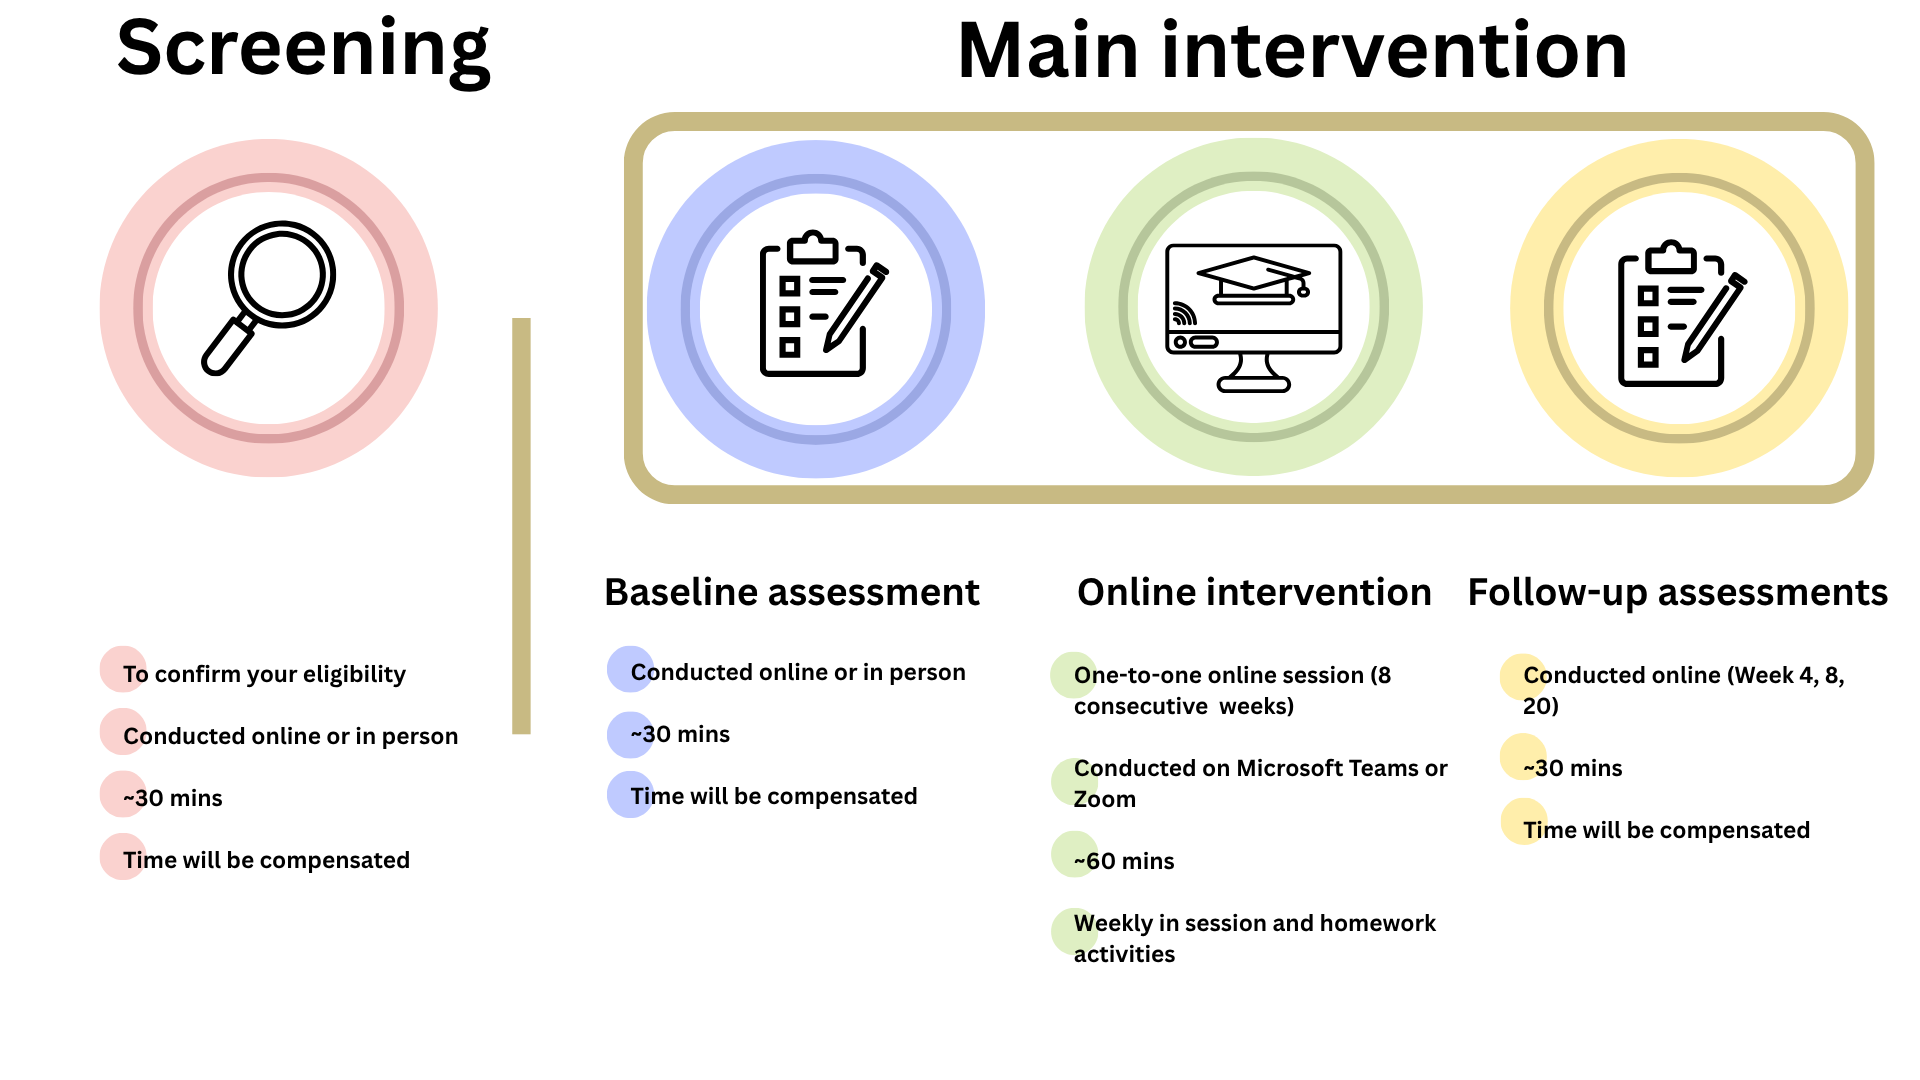 Screening
Main intervention
Baseline assessment
Online intervention
Follow-up assessments
To confirm your eligibility
Conducted online or in person
~30 mins
Time will be compensated
Conducted online or in person
~30 mins
Time will be compensated
One-to-one online session (8
consecutive  weeks)
Conducted on Microsoft Teams or
Zoom
~60 mins
Weekly in session and homework
activities
Conducted online (Week 4, 8,
20)
~30 mins
Time will be compensated